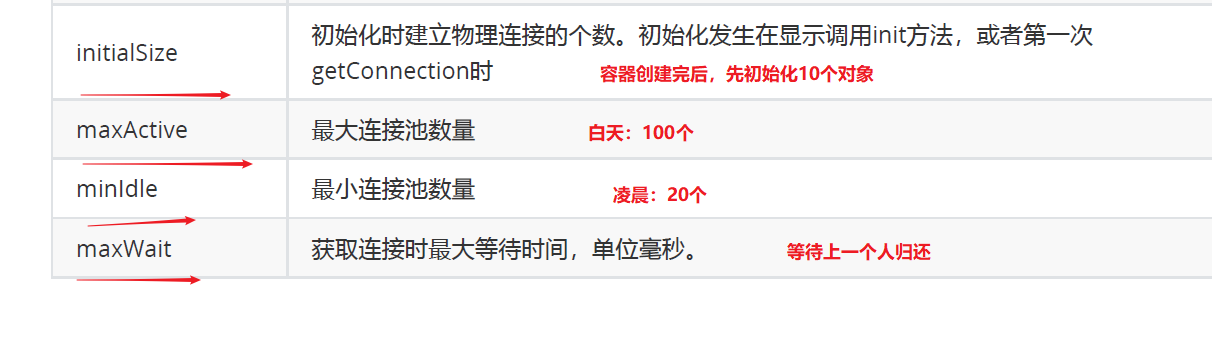 initialSize
初始化时建立物理连接的个数。初始化发生在显示调用init方法，或者第一次
getConnection时
容器创建完后，先初始化10个对象
maxActive
最大连接池数量
白天：100个
minIdle
最小连接池数量
凌晨：20个
maxWait
获取连接时最大等待时间，单位毫秒。
等待上一个人归还